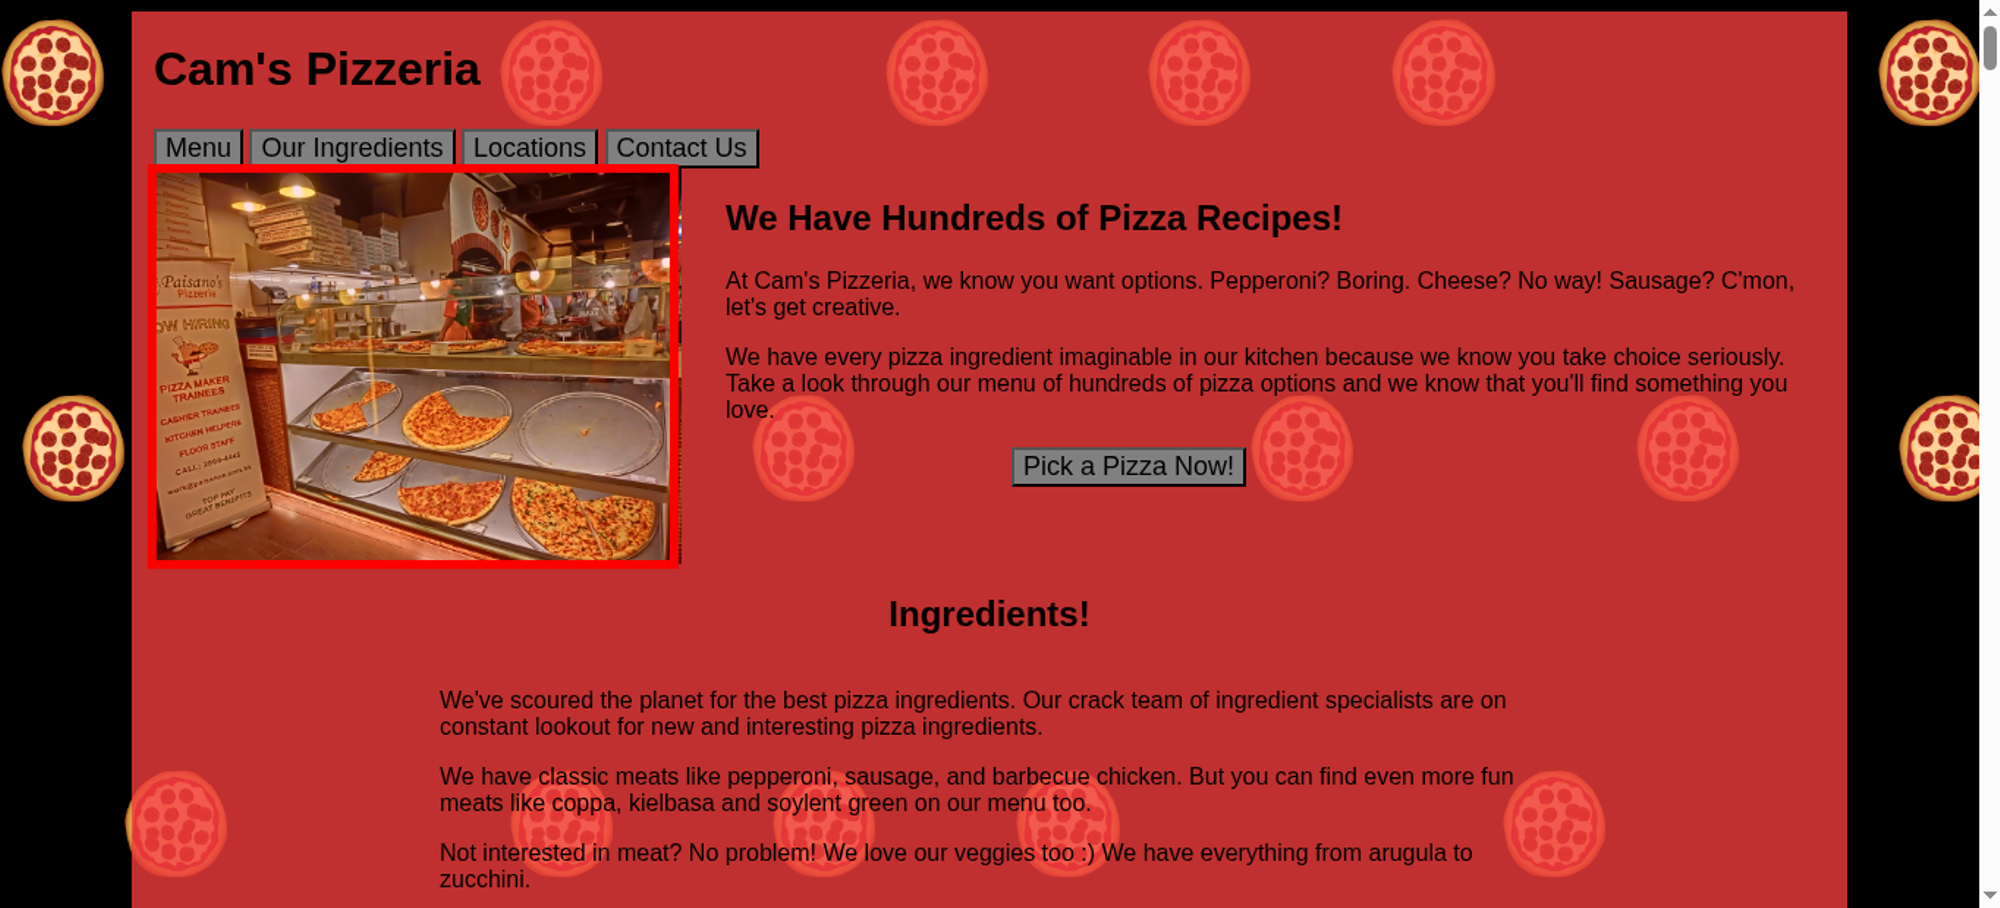 Cam's Pizzeria
Menu
Our Ingredients
Locations
Contact Us
Paisano's
Pizzeria
OW HIRING
PIZZA MAKER
TRAINEES
CASHIER TRAINEES
KITCHEN HELPERS
FLOOR STAFF
TOP PAY
GREAT BENEFITS
We Have Hundreds of Pizza Recipes!
At Cam's Pizzeria, we know you want options. Pepperoni? Boring. Cheese? No way! Sausage? C'mon,
let's get creative.
We have every pizza ingredient imaginable in our kitchen because we know you take choice seriously.
Take a look through our menu of hundreds of pizza options and we know that you'll find something you
love.
Pick a Pizza Now!
Ingredients!
We've scoured the planet for the best pizza ingredients. Our crack team of ingredient specialists are on
constant lookout for new and interesting pizza ingredients.
We have classic meats like pepperoni, sausage, and barbecue chicken. But you can find even more fun
meats like coppa, kielbasa and soylent green on our menu too.
Not interested in meat? No problem! We love our veggies too :) We have everything from arugula to
zucchini.